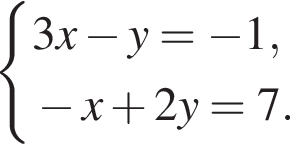 3x − y = −1,
− x + 2y = 7.